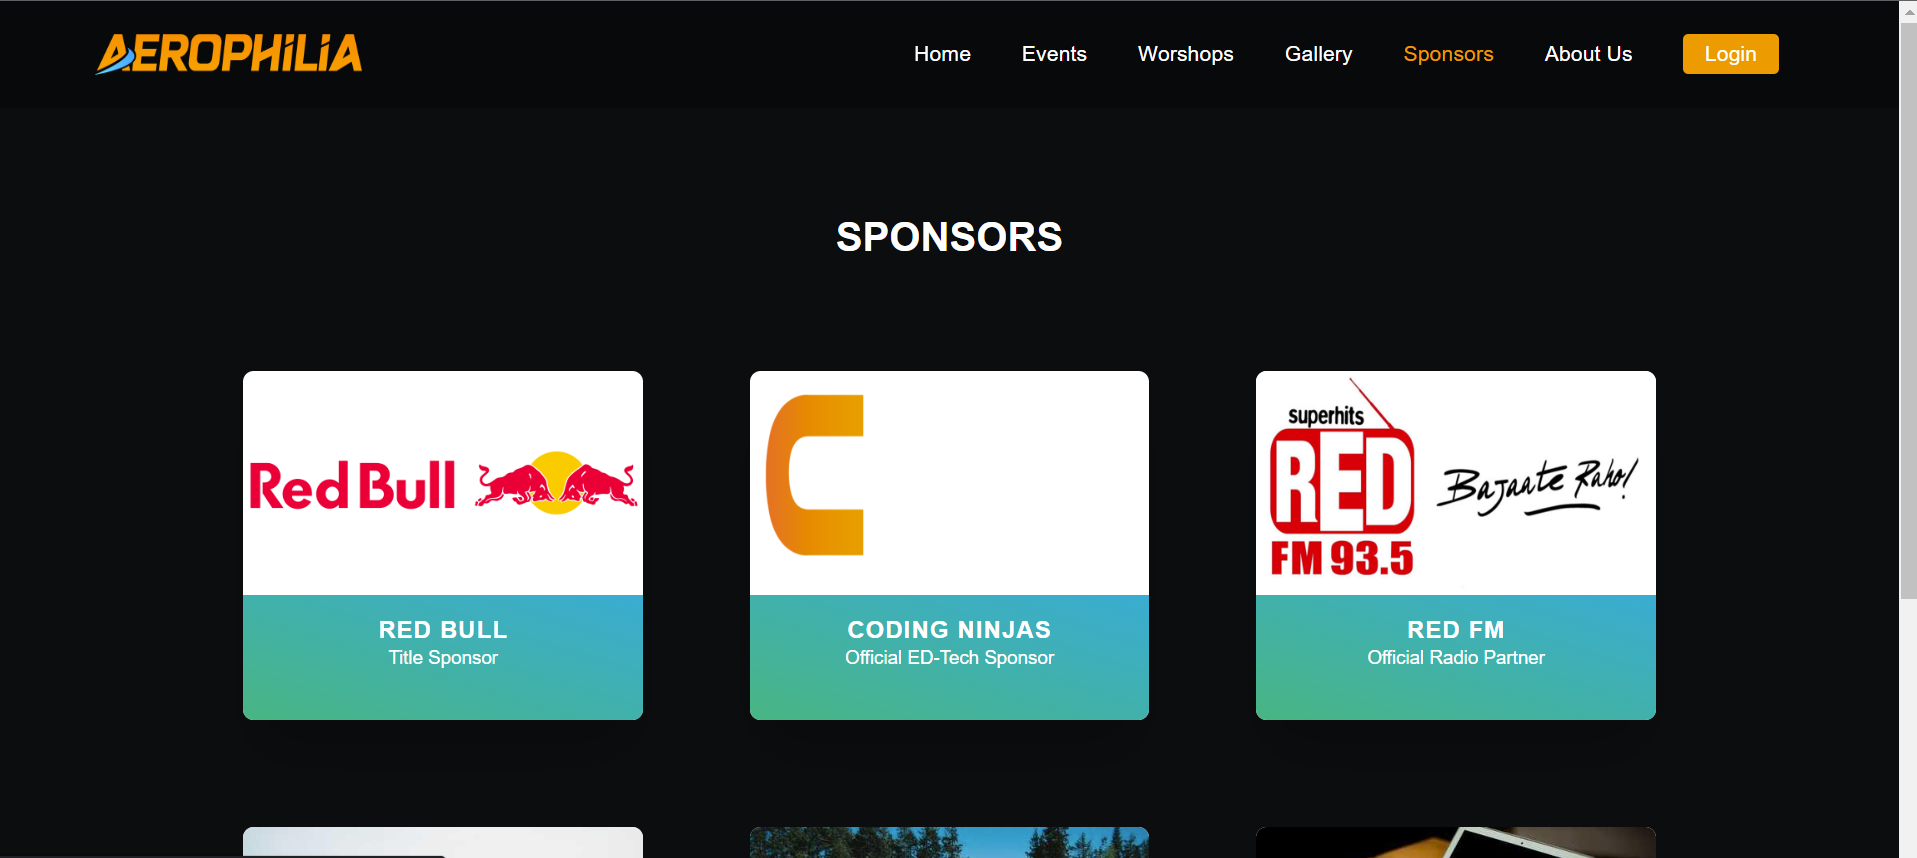 AEROPHiLiA
Home Events Worshops Gallery Sponsors About Us Login
SPONSORS
Red Bull
C
superhits
RED
FM 93.5
Bajaate Raho!
RED BULL
Title Sponsor
CODING NINJAS
Official ED-Tech Sponsor
RED FM
Official Radio Partner